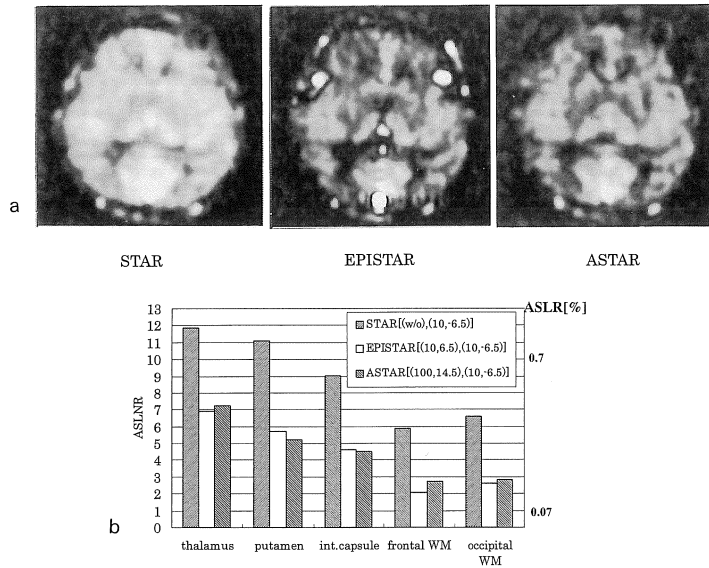 a
STAR
EPISTAR
ASTAR
ASLR[%]
13
12
11
10
9
8
7
6
5
4
3
2
1
0
ASLNR
STAR[(w/o),(10,-6.5)]
EPISTAR[(10,6.5),(10,-6.5)]
ASTAR[(100,14.5),(10,-6.5)]
0.7
0.07
b
thalamus
putamen
int.capsule
frontal WM
occipital
WM